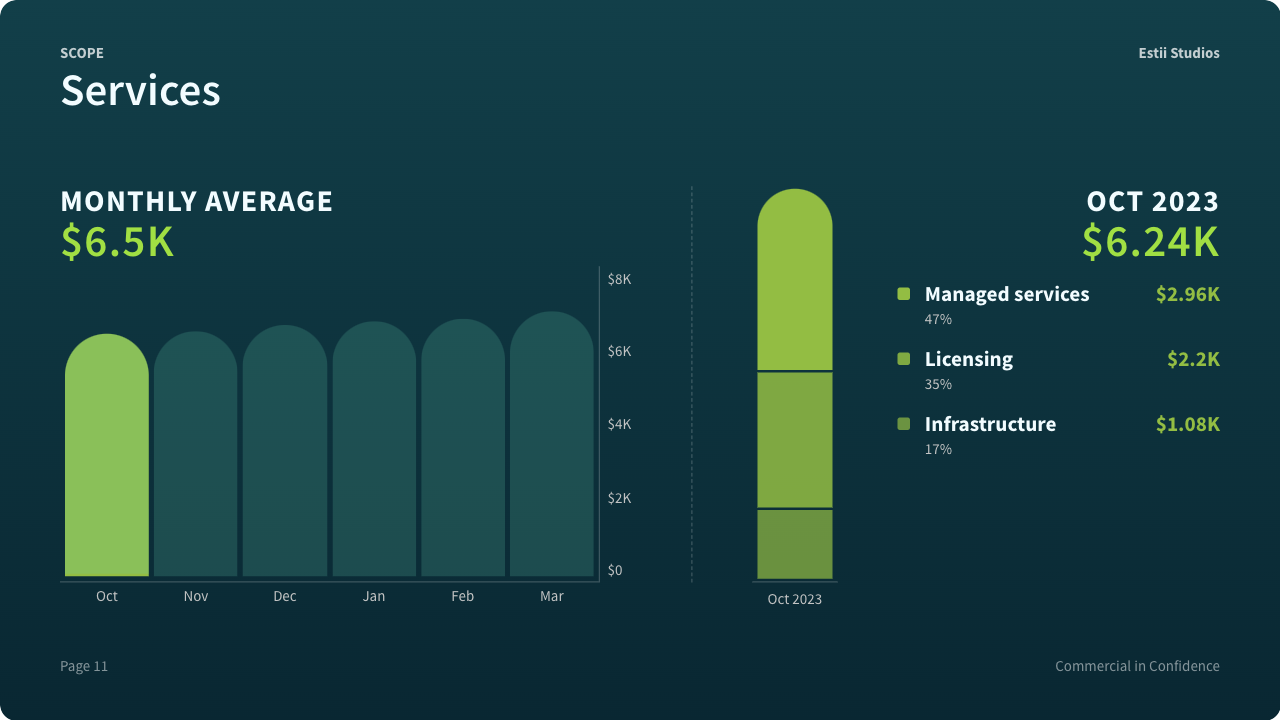 SCOPE
Estii Studios
Services
MONTHLY AVERAGE
$6.5K
$8K
$6K
$4K
$2K
$0
Oct Nov Dec Jan Feb Mar
Oct 2023
OCT 2023
$6.24K
Managed services $2.96K
47%
Licensing $2.2K
35%
Infrastructure $1.08K
17%
Page 11
Commercial in Confidence